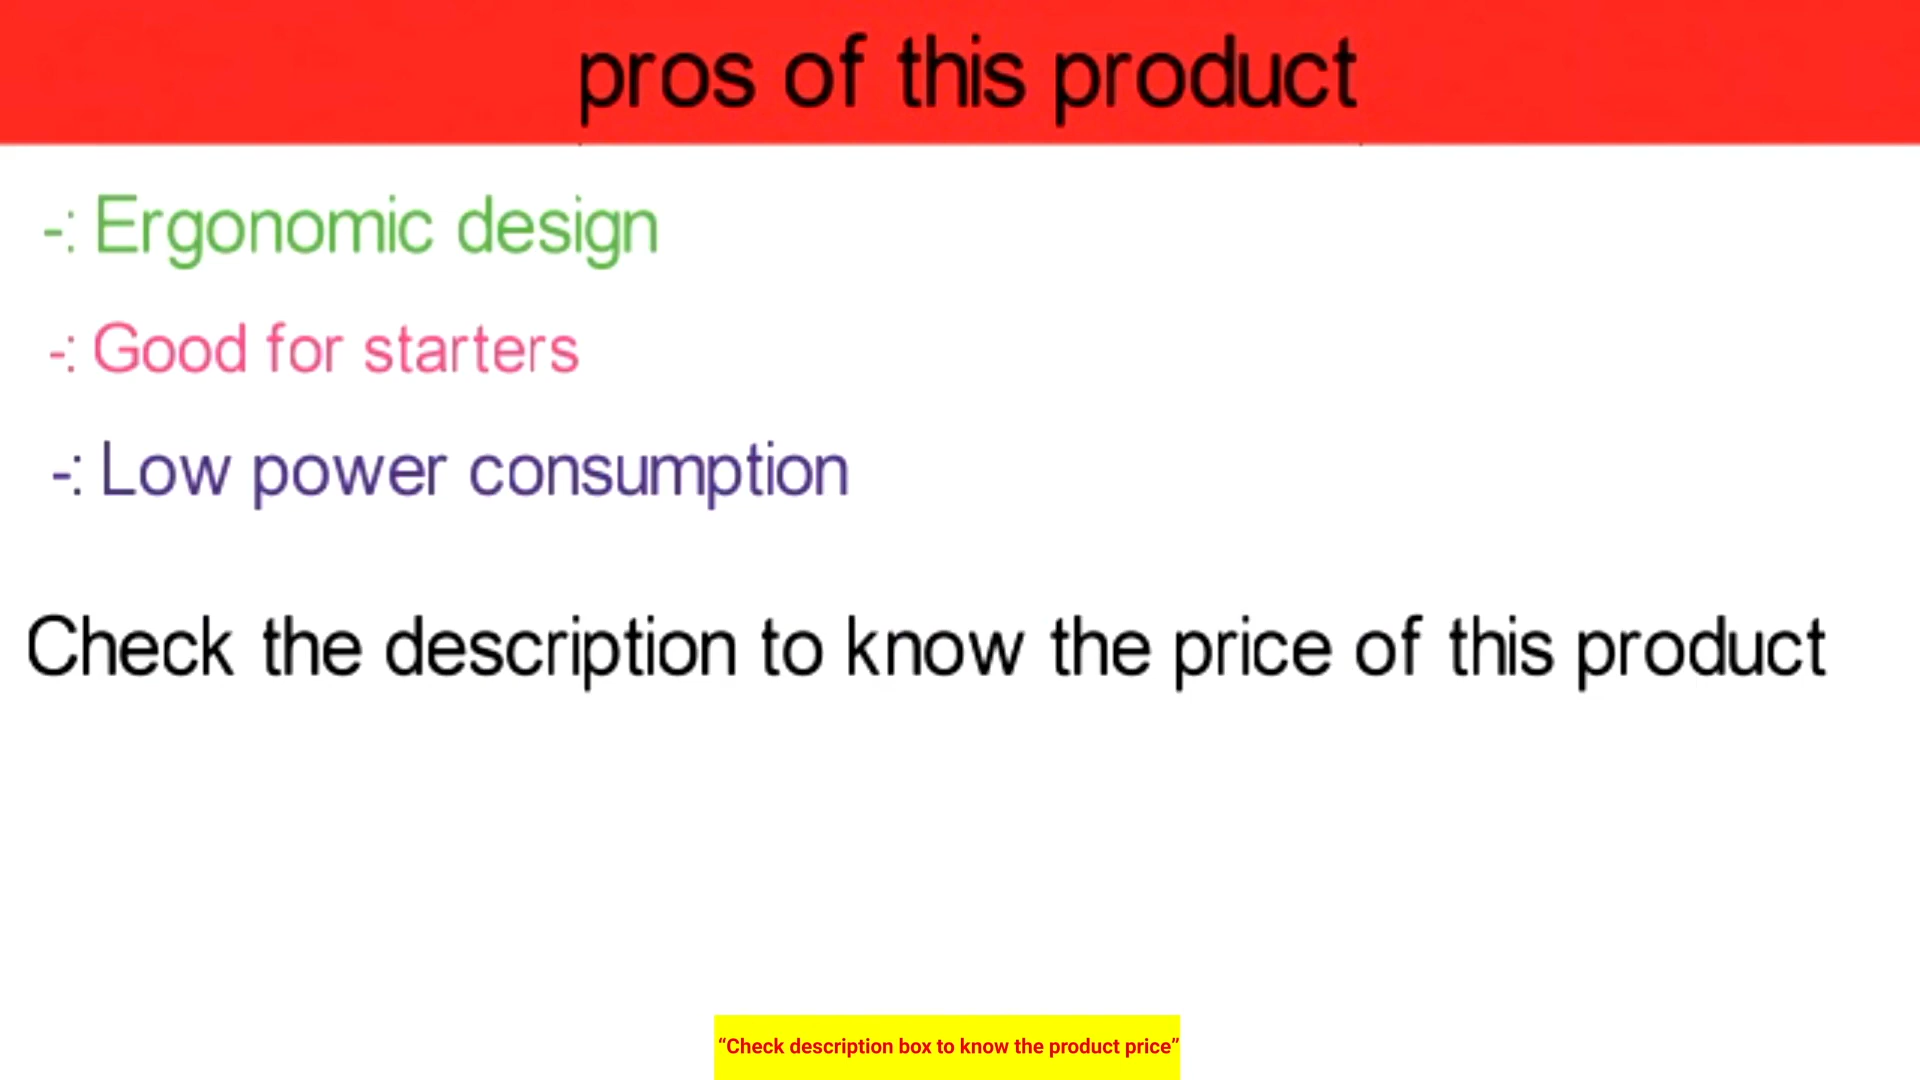 pros of this product
-: Ergonomic design
-: Good for starters
-: Low power consumption
Check the description to know the price of this product
“Check description box to know the product price”